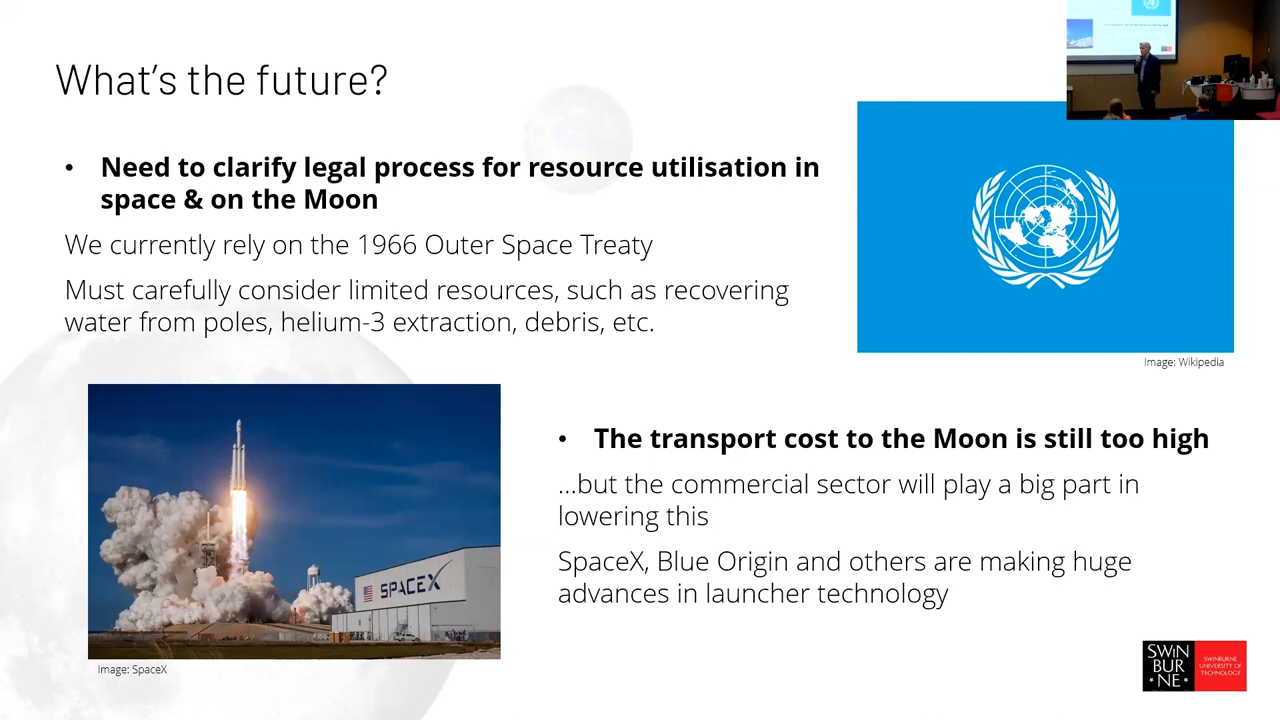 What's the future?
• Need to clarify legal process for resource utilisation in
space & on the Moon
We currently rely on the 1966 Outer Space Treaty
Must carefully consider limited resources, such as recovering
water from poles, helium-3 extraction, debris, etc.
Image: Wikipedia
SPACEX
Image: SpaceX
• The transport cost to the Moon is still too high
...but the commercial sector will play a big part in
lowering this
SpaceX, Blue Origin and others are making huge
advances in launcher technology
SWIN
BUR
NE
SWINBURNE
UNIVERSITY OF
TECHNOLOGY